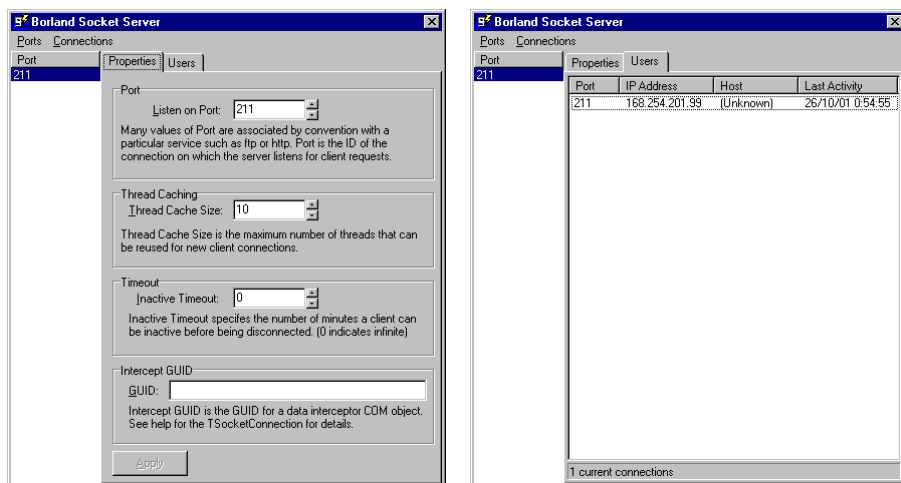 Borland Socket Server
Ports Connections
Port
211
Properties Users
Port
Listen on Port: 211
Many values of Port are associated by convention with a
particular service such as ftp or http. Port is the ID of the
connection on which the server listens for client requests.
Thread Caching
Thread Cache Size: 10
Thread Cache Size is the maximum number of threads that can
be reused for new client connections.
Timeout
Inactive Timeout: 0
Inactive Timeout specifes the number of minutes a client can
be inactive before being disconnected. (0 indicates infinite)
Intercept GUID
GUID:
Intercept GUID is the GUID for a data interceptor COM object.
See help for the TSocketConnection for details.
Apply
Borland Socket Server
Ports Connections
Port
211
Properties Users
Port IP Address Host Last Activity
211 168.254.201.99 (Unknown) 26/10/01 0:54:55
1 current connections